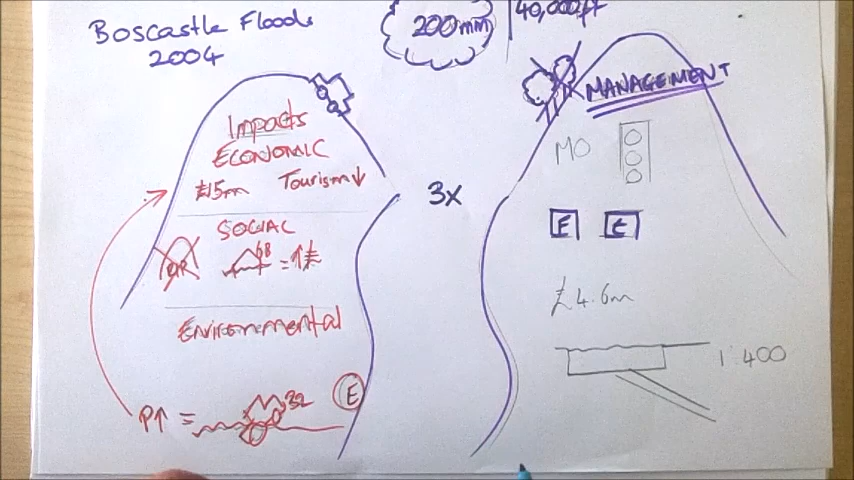 Boscastle Floods
2004
200mm
40,000ft
MANAGEMENT
Impacts
ECONOMIC
£15m Tourism↓
SOCIAL
68 = ↑£
Environmental
P↑ = 32
E
3x
MO
E E
£4.6m
1:400